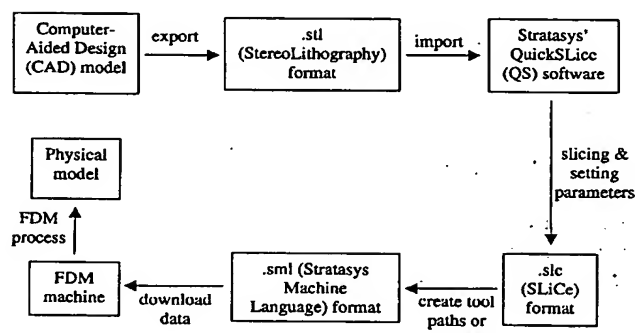 Computer-
Aided Design
(CAD) model
export
.stl
(StereoLithography)
format
import
Stratasys'
QuickSLice
(QS) software
slicing &
setting
parameters
.slc
(SLiCe)
format
create tool
paths or
.sml (Stratasys
Machine
Language) format
download
data
FDM
machine
FDM
process
Physical
model